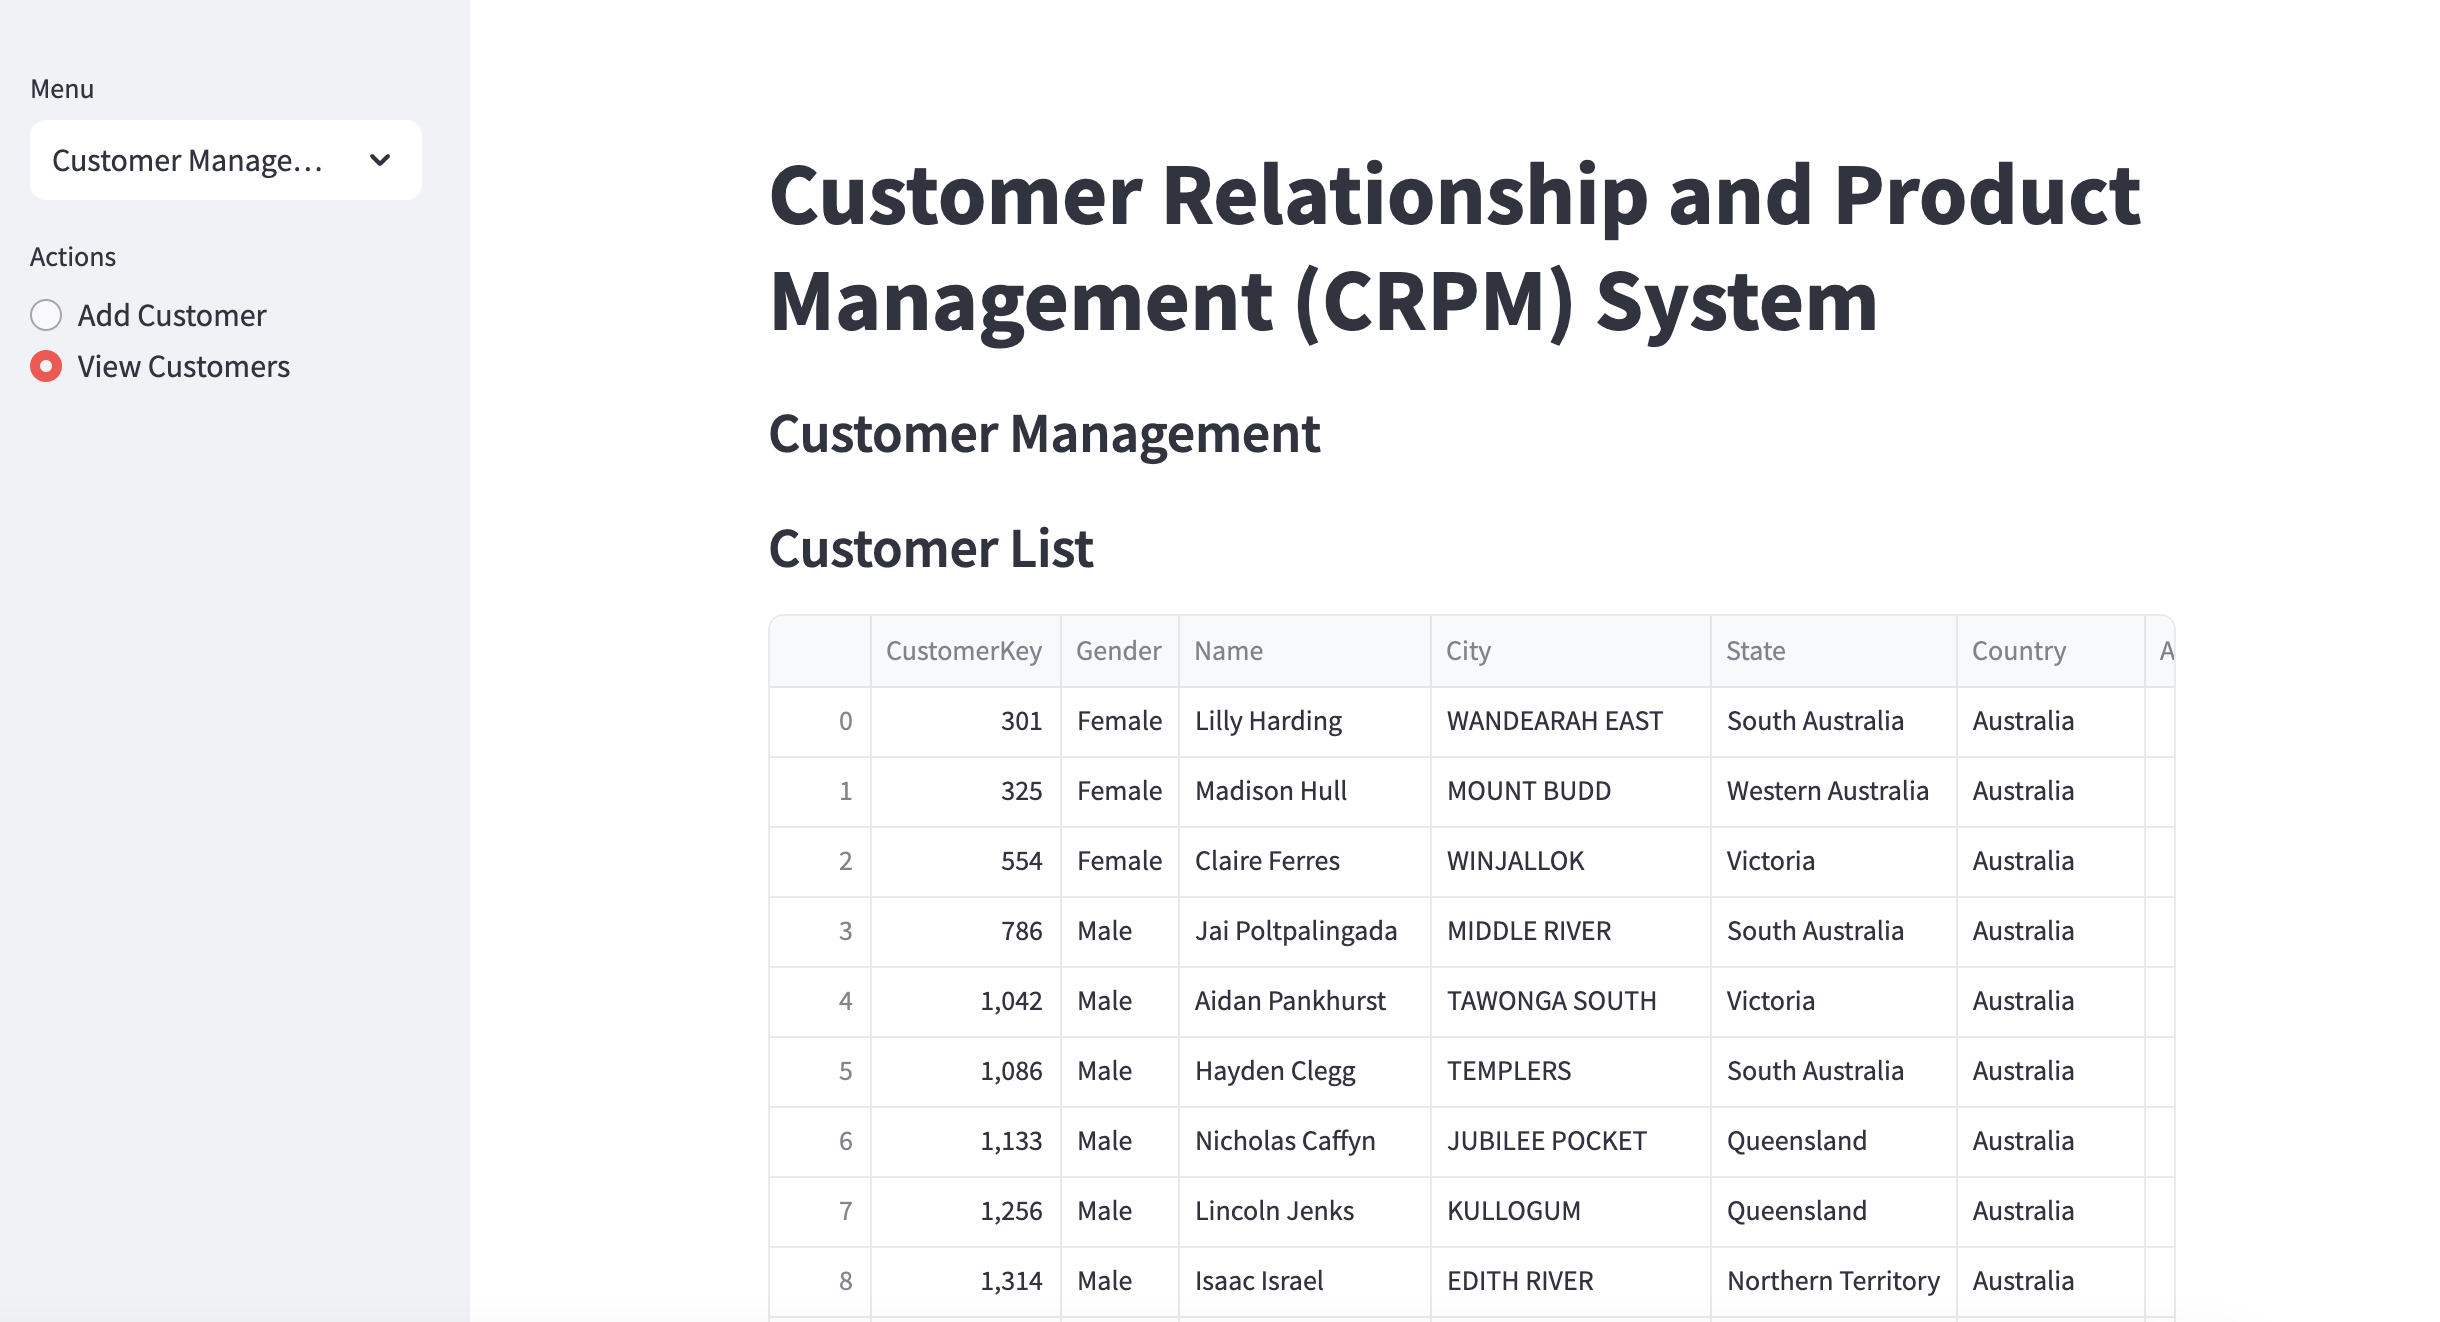 Menu
Customer Manage...
Actions
Add Customer
View Customers
Customer Relationship and Product
Management (CRPM) System
Customer Management
Customer List
CustomerKey Gender Name City State Country A
0 301 Female Lilly Harding WANDEARAH EAST South Australia Australia
1 325 Female Madison Hull MOUNT BUDD Western Australia Australia
2 554 Female Claire Ferres WINJALLOK Victoria Australia
3 786 Male Jai Poltpalingada MIDDLE RIVER South Australia Australia
4 1,042 Male Aidan Pankhurst TAWONGA SOUTH Victoria Australia
5 1,086 Male Hayden Clegg TEMPLERS South Australia Australia
6 1,133 Male Nicholas Caffyn JUBILEE POCKET Queensland Australia
7 1,256 Male Lincoln Jenks KULLOGUM Queensland Australia
8 1,314 Male Isaac Israel EDITH RIVER Northern Territory Australia